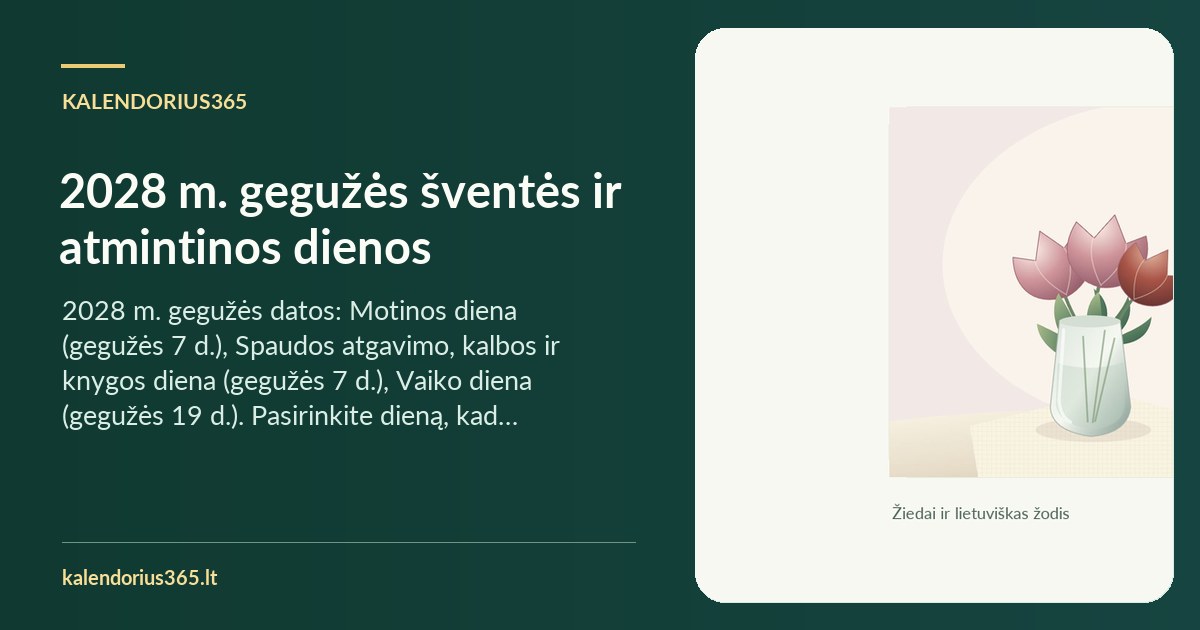 KALENDORIUS365
2028 m. gegužės šventės ir
atmintinos dienos
2028 m. gegužės datos: Motinos diena
(gegužės 7 d.), Spaudos atgavimo, kalbos ir
knygos diena (gegužės 7 d.), Vaiko diena
(gegužės 19 d.). Pasirinkite dieną, kad…
kalendorius365.lt
Žiedai ir lietuviškas žodis